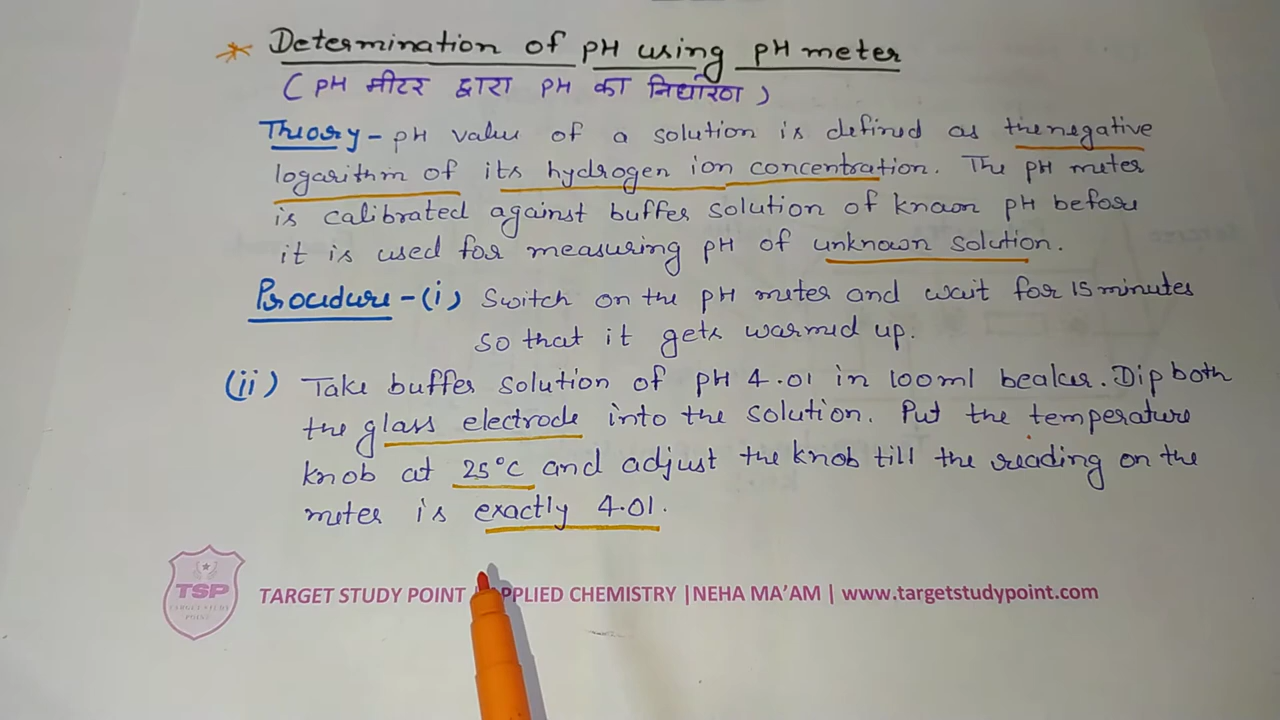 * Determination of pH using pH meter
( PH मीटर द्वारा PH का निर्धारण )
Theory - pH value of a solution is defined as the negative
logarithm of its hydrogen ion concentration. The pH meter
is calibrated against buffer solution of known pH before
it is used for measuring pH of unknown solution.
Procedure - (i) Switch on the pH meter and wait for 15 minutes
so that it gets warmed up.
(ii) Take buffer solution of pH 4.01 in 100ml beaker. Dip both
the glass electrode into the solution. Put the temperature
knob at 25°C and adjust the knob till the reading on the
meter is exactly 4.01.
TSP
TARGET STUDY POINT
TARGET STUDY POINT | APPLIED CHEMISTRY |NEHA MA'AM | www.targetstudypoint.com